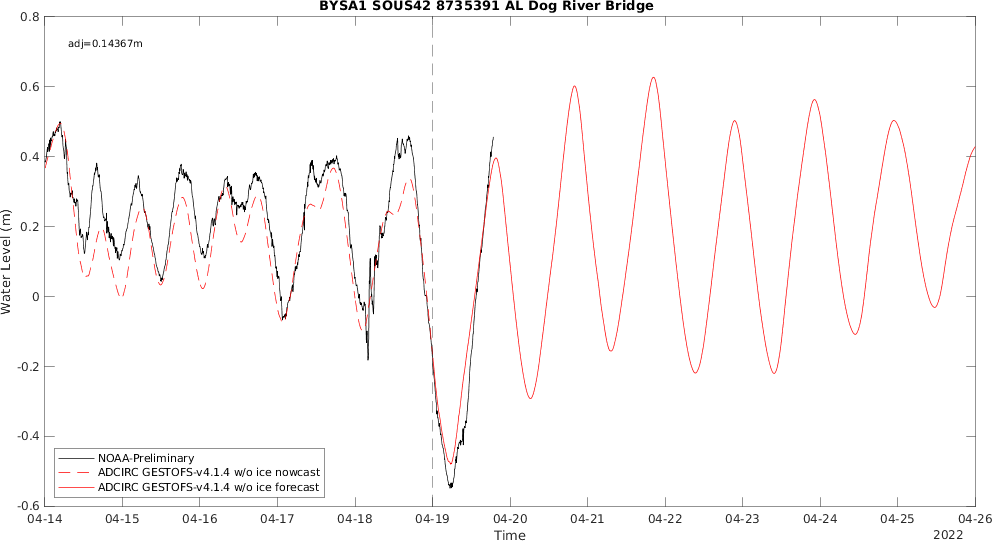 BYSA1 SOUS42 8735391 AL Dog River Bridge
adj=0.14367m
0.8
0.6
0.4
0.2
0
-0.2
-0.4
-0.6
Water Level (m)
NOAA-Preliminary
ADCIRC GESTOFS-v4.1.4 w/o ice nowcast
ADCIRC GESTOFS-v4.1.4 w/o ice forecast
04-14 04-15 04-16 04-17 04-18 04-19 04-20 04-21 04-22 04-23 04-24 04-25 04-26
Time
2022